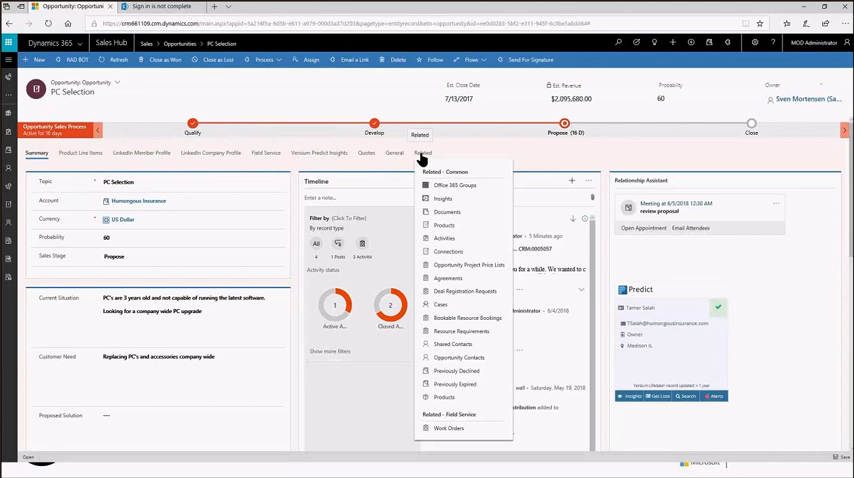 Opportunity: Opportuni
Sign in is not complete
https://crm661109.crm.dynamics.com/main.aspx?appid=
Dynamics 365
Sales Hub
Sales > Opportunities > PC Selection
MOD Administrator
New
RAD BOT
Refresh
Close as Won
Close as Lost
Process
Assign
Email a Link
Delete
Follow
Flows
Send For Signature
Opportunity: Opportunity
PC Selection
Est. Close Date
7/13/2017
Est. Revenue
$2,095,680.00
Probability
60
Owner
Sven Mortensen (Sa...
Opportunity Sales Process
Active for 16 days
Qualify
Develop
Propose (16 D)
Close
Related
Summary
Product Line Items
LinkedIn Member Profile
LinkedIn Company Profile
Field Service
Versium Predict Insights
Quotes
General
Related
Topic
PC Selection
Account
Humongous Insurance
Currency
US Dollar
Probability
60
Sales Stage
Propose
Current Situation
PC's are 3 years old and not capable of running the latest software.
Looking for a company wide PC upgrade
Customer Need
Replacing PC's and accessories company wide
Proposed Solution
---
Timeline
Enter a note...
Filter by (Click To Filter)
By record type
All
4
1 Posts
3 Activiti
Activity status
1
Active A...
2
Closed A...
Show more filters
Related - Common
Office 365 Groups
Insights
Documents
Products
Activities
Connections
Opportunity Project Price Lists
Agreements
Deal Registration Requests
Cases
Bookable Resource Bookings
Resource Requirements
Shared Contacts
Opportunity Contacts
Previously Declined
Previously Expired
Products
Related - Field Service
Work Orders
5 Minutes ago
CRM:0005057
you for a while. We wanted to c
6/4/2018
wall - Saturday, May 19, 2018
added to
Relationship Assistant
Meeting at 6/5/2018 12:30 AM
review proposal
Open Appointment
Email Attendees
Predict
Tamer Salah
TSalah@humongousinsurance.com
Owner
Madison IL
Insights
Get Lists
Search
Alerts
Open
Save
Microsoft